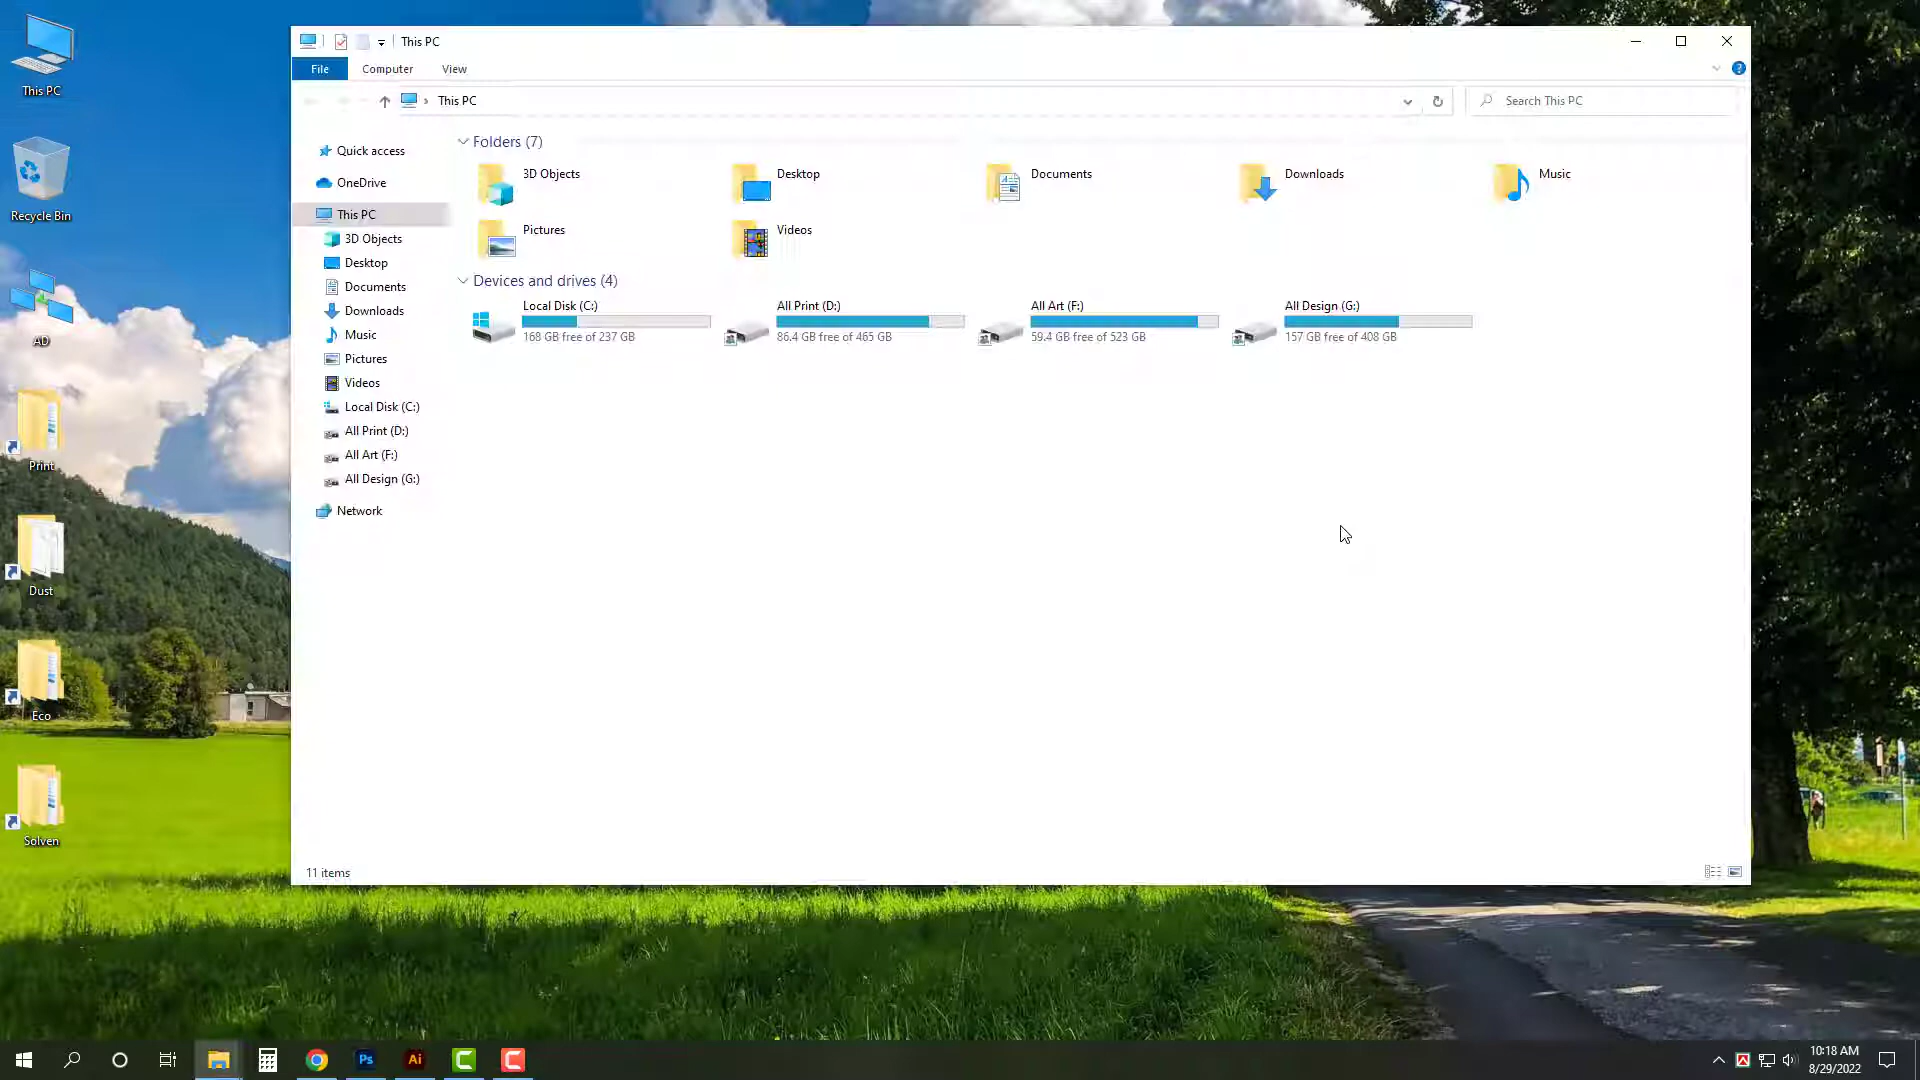 This PC
Recycle Bin
AD
Print
Dust
Eco
Solven
This PC
File
Computer
View
?
This PC
Search This PC
Quick access
OneDrive
This PC
3D Objects
Desktop
Documents
Downloads
Music
Pictures
Videos
Local Disk (C:)
All Print (D:)
All Art (F:)
All Design (G:)
Network
Folders (7)
3D Objects
Desktop
Documents
Downloads
Music
Pictures
Videos
Devices and drives (4)
Local Disk (C:)
168 GB free of 237 GB
All Print (D:)
86.4 GB free of 465 GB
All Art (F:)
59.4 GB free of 523 GB
All Design (G:)
157 GB free of 408 GB
11 items
Ps
Ai
10:18 AM
8/29/2022